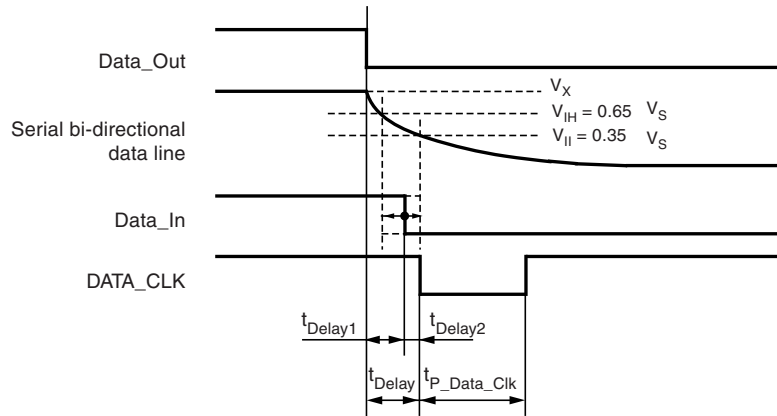 Data_Out
V_X
V_IH = 0.65 V_S
Serial bi-directional
data line
V_Il = 0.35 V_S
Data_In
DATA_CLK
t_Delay1 t_Delay2
t_Delay t_P_Data_Clk